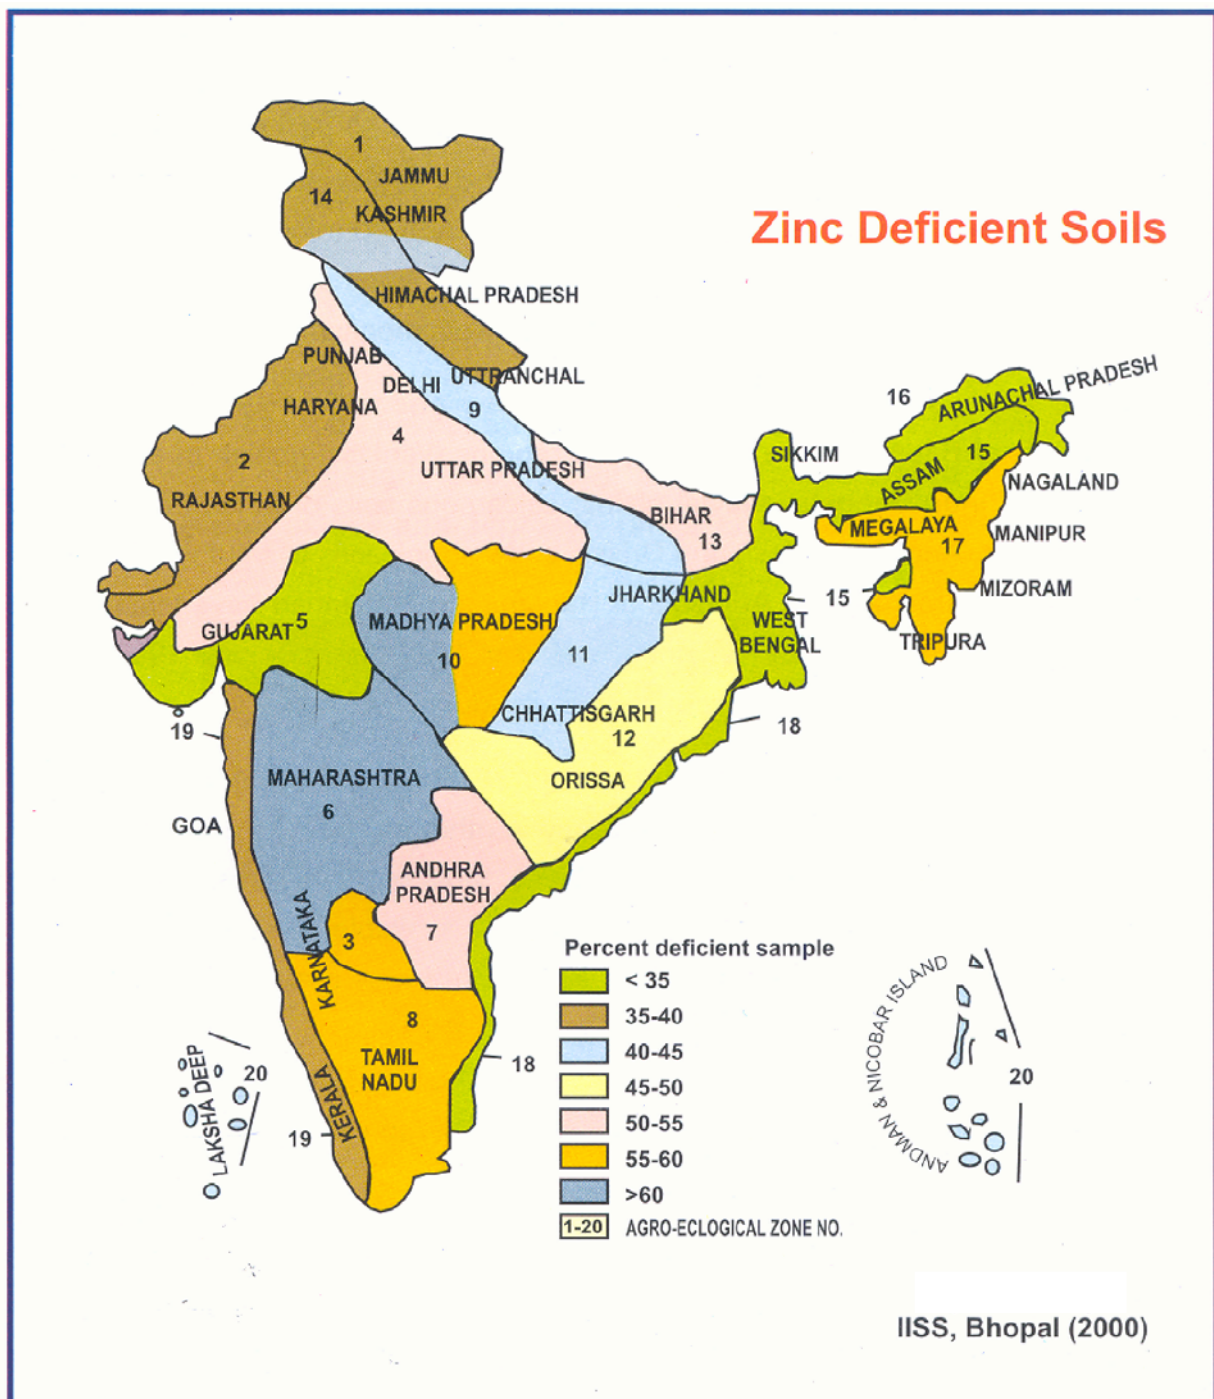 Zinc Deficient Soils
1
JAMMU
14
KASHMIR
HIMACHAL PRADESH
PUNJAB
DELHI
UTTRANCHAL
HARYANA
9
4
2
UTTAR PRADESH
RAJASTHAN
16
ARUNACHAL PRADESH
SIKKIM
15
ASSAM
NAGALAND
BIHAR
13
MEGALAYA
17
MANIPUR
JHARKHAND
15
MIZORAM
GUJARAT
5
MADHYA PRADESH
WEST
BENGAL
TRIPURA
10
11
CHHATTISGARH
12
18
19
MAHARASHTRA
ORISSA
6
GOA
ANDHRA
PRADESH
7
KARNATAKA
3
8
TAMIL
NADU
18
KERALA
19
LAKSHA DEEP
20
Percent deficient sample
< 35
35-40
40-45
45-50
50-55
55-60
>60
1-20 AGRO-ECLOGICAL ZONE NO.
ANDMAN & NICOBAR ISLAND
20
IISS, Bhopal (2000)